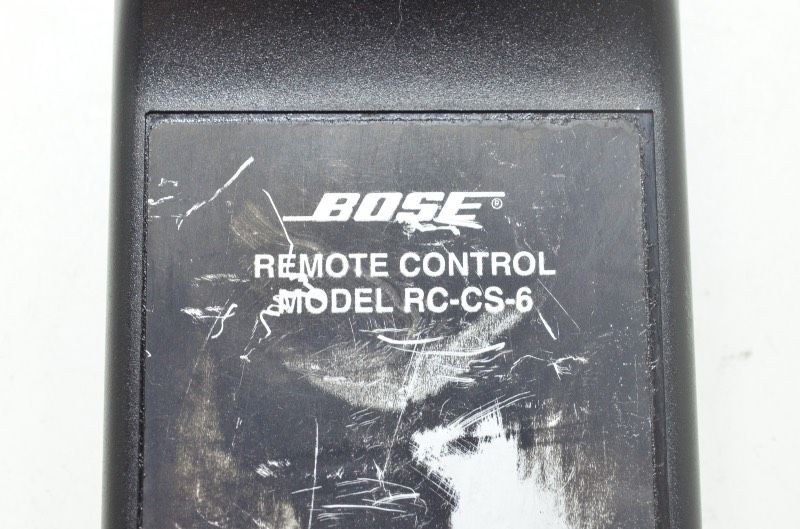 BOSE®
REMOTE CONTROL
MODEL RC-CS-6